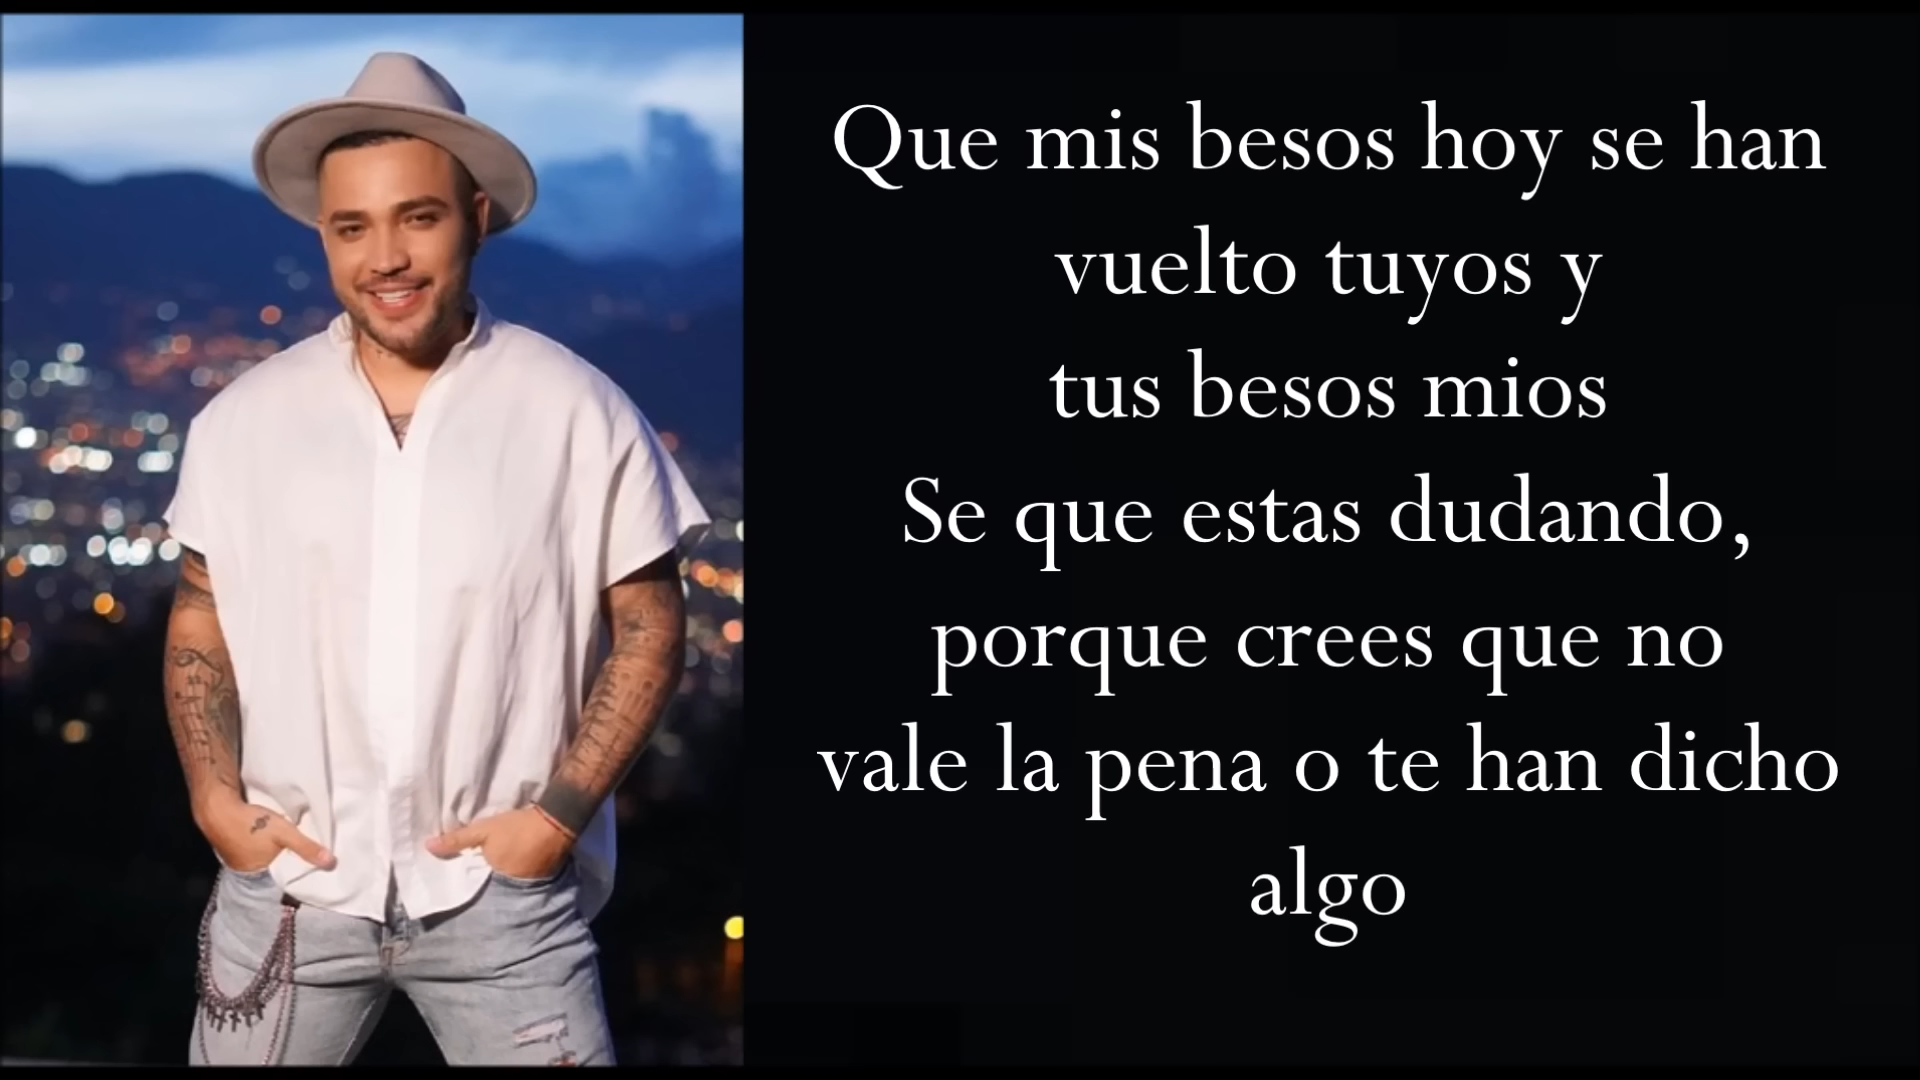 Que mis besos hoy se han
vuelto tuyos y
tus besos mios
Se que estas dudando,
porque crees que no
vale la pena o te han dicho
algo